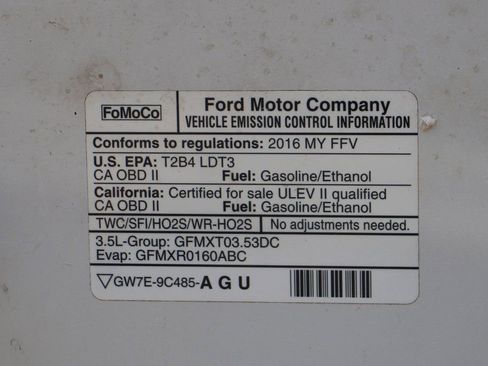 FoMoCo
Ford Motor Company
VEHICLE EMISSION CONTROL INFORMATION
Conforms to regulations: 2016 MY FFV
U.S. EPA: T2B4 LDT3
CA OBD II Fuel: Gasoline/Ethanol
California: Certified for sale ULEV II qualified
CA OBD II Fuel: Gasoline/Ethanol
TWC/SFI/HO2S/WR-HO2S No adjustments needed.
3.5L-Group: GFMXT03.53DC
Evap: GFMXR0160ABC
GW7E-9C485-A G U